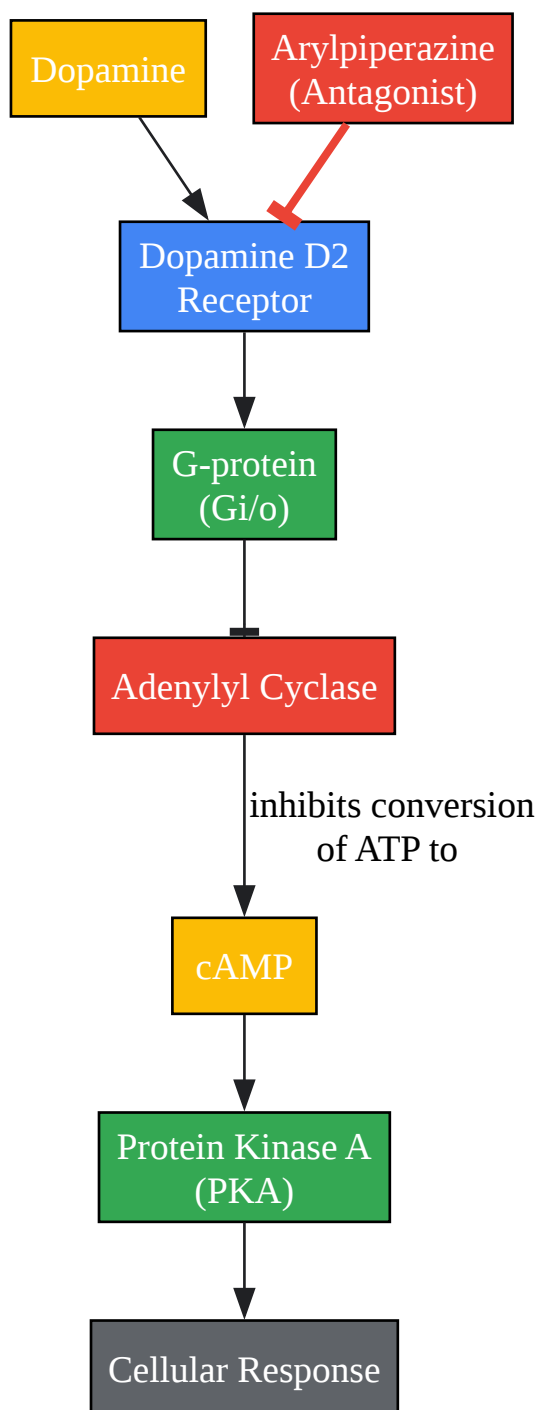 Dopamine
Arylpiperazine
(Antagonist)
Dopamine D2
Receptor
G-protein
(Gi/o)
Adenylyl Cyclase
inhibits conversion
of ATP to
cAMP
Protein Kinase A
(PKA)
Cellular Response